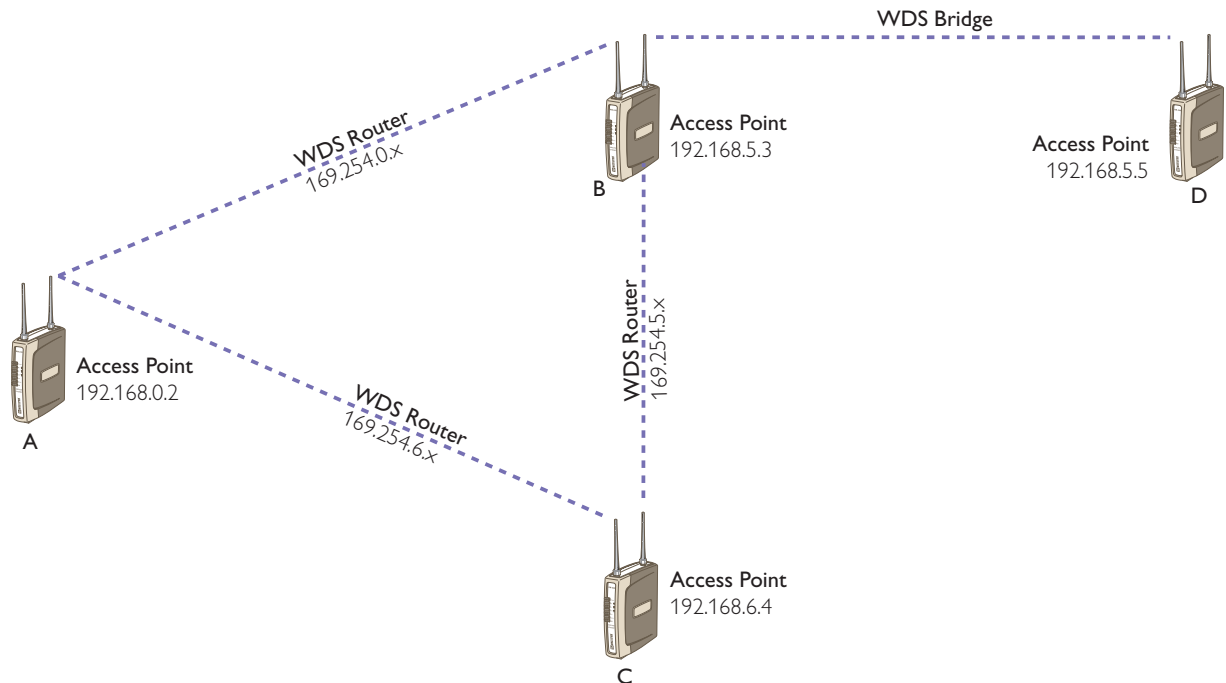 WDS Bridge
WDS Router
169.254.0.x
Access Point
192.168.5.3
B
Access Point
192.168.5.5
D
WDS Router
169.254.5.x
Access Point
192.168.0.2
A
WDS Router
169.254.6.x
Access Point
192.168.6.4
C